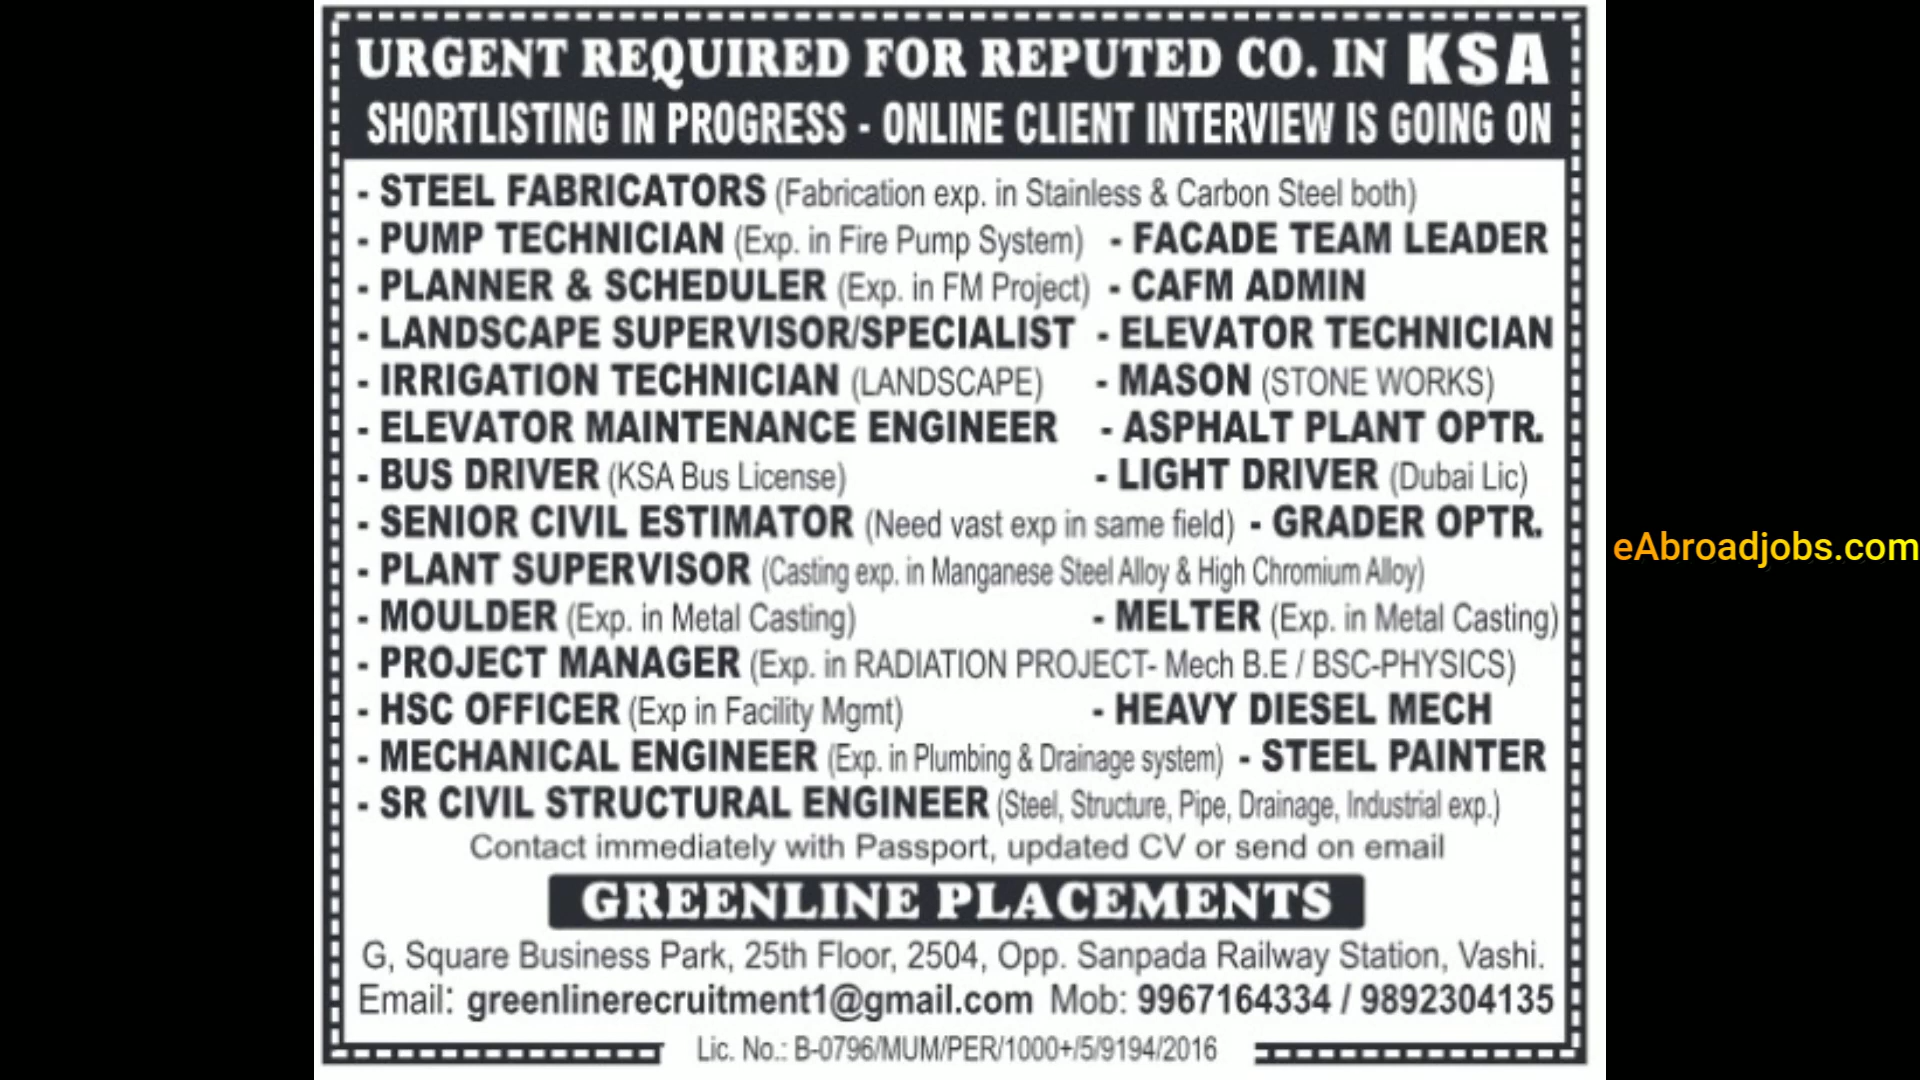 URGENT REQUIRED FOR REPUTED CO. IN KSA
SHORTLISTING IN PROGRESS - ONLINE CLIENT INTERVIEW IS GOING ON
- STEEL FABRICATORS (Fabrication exp. in Stainless & Carbon Steel both)
- PUMP TECHNICIAN (Exp. in Fire Pump System) - FACADE TEAM LEADER
- PLANNER & SCHEDULER (Exp. in FM Project) - CAFM ADMIN
- LANDSCAPE SUPERVISOR/SPECIALIST - ELEVATOR TECHNICIAN
- IRRIGATION TECHNICIAN (LANDSCAPE) - MASON (STONE WORKS)
- ELEVATOR MAINTENANCE ENGINEER - ASPHALT PLANT OPTR.
- BUS DRIVER (KSA Bus License) - LIGHT DRIVER (Dubai Lic)
- SENIOR CIVIL ESTIMATOR (Need vast exp in same field) - GRADER OPTR.
- PLANT SUPERVISOR (Casting exp. in Manganese Steel Alloy & High Chromium Alloy)
- MOULDER (Exp. in Metal Casting) - MELTER (Exp. in Metal Casting)
- PROJECT MANAGER (Exp. in RADIATION PROJECT- Mech B.E / BSC-PHYSICS)
- HSC OFFICER (Exp in Facility Mgmt) - HEAVY DIESEL MECH
- MECHANICAL ENGINEER (Exp. in Plumbing & Drainage system) - STEEL PAINTER
- SR CIVIL STRUCTURAL ENGINEER (Steel, Structure, Pipe, Drainage, Industrial exp.)
Contact immediately with Passport, updated CV or send on email
GREENLINE PLACEMENTS
G, Square Business Park, 25th Floor, 2504, Opp. Sanpada Railway Station, Vashi.
Email: greenlinerecruitment1@gmail.com Mob: 9967164334 / 9892304135
Lic. No.: B-0796/MUM/PER/1000+/5/9194/2016
eAbroadjobs.com